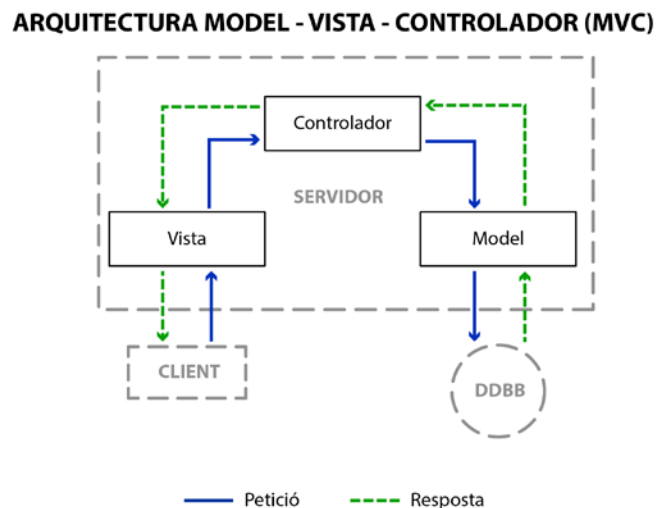 ARQUITECTURA MODEL - VISTA - CONTROLADOR (MVC)
Controlador
SERVIDOR
Vista
Model
CLIENT
DDBB
Petició
Resposta